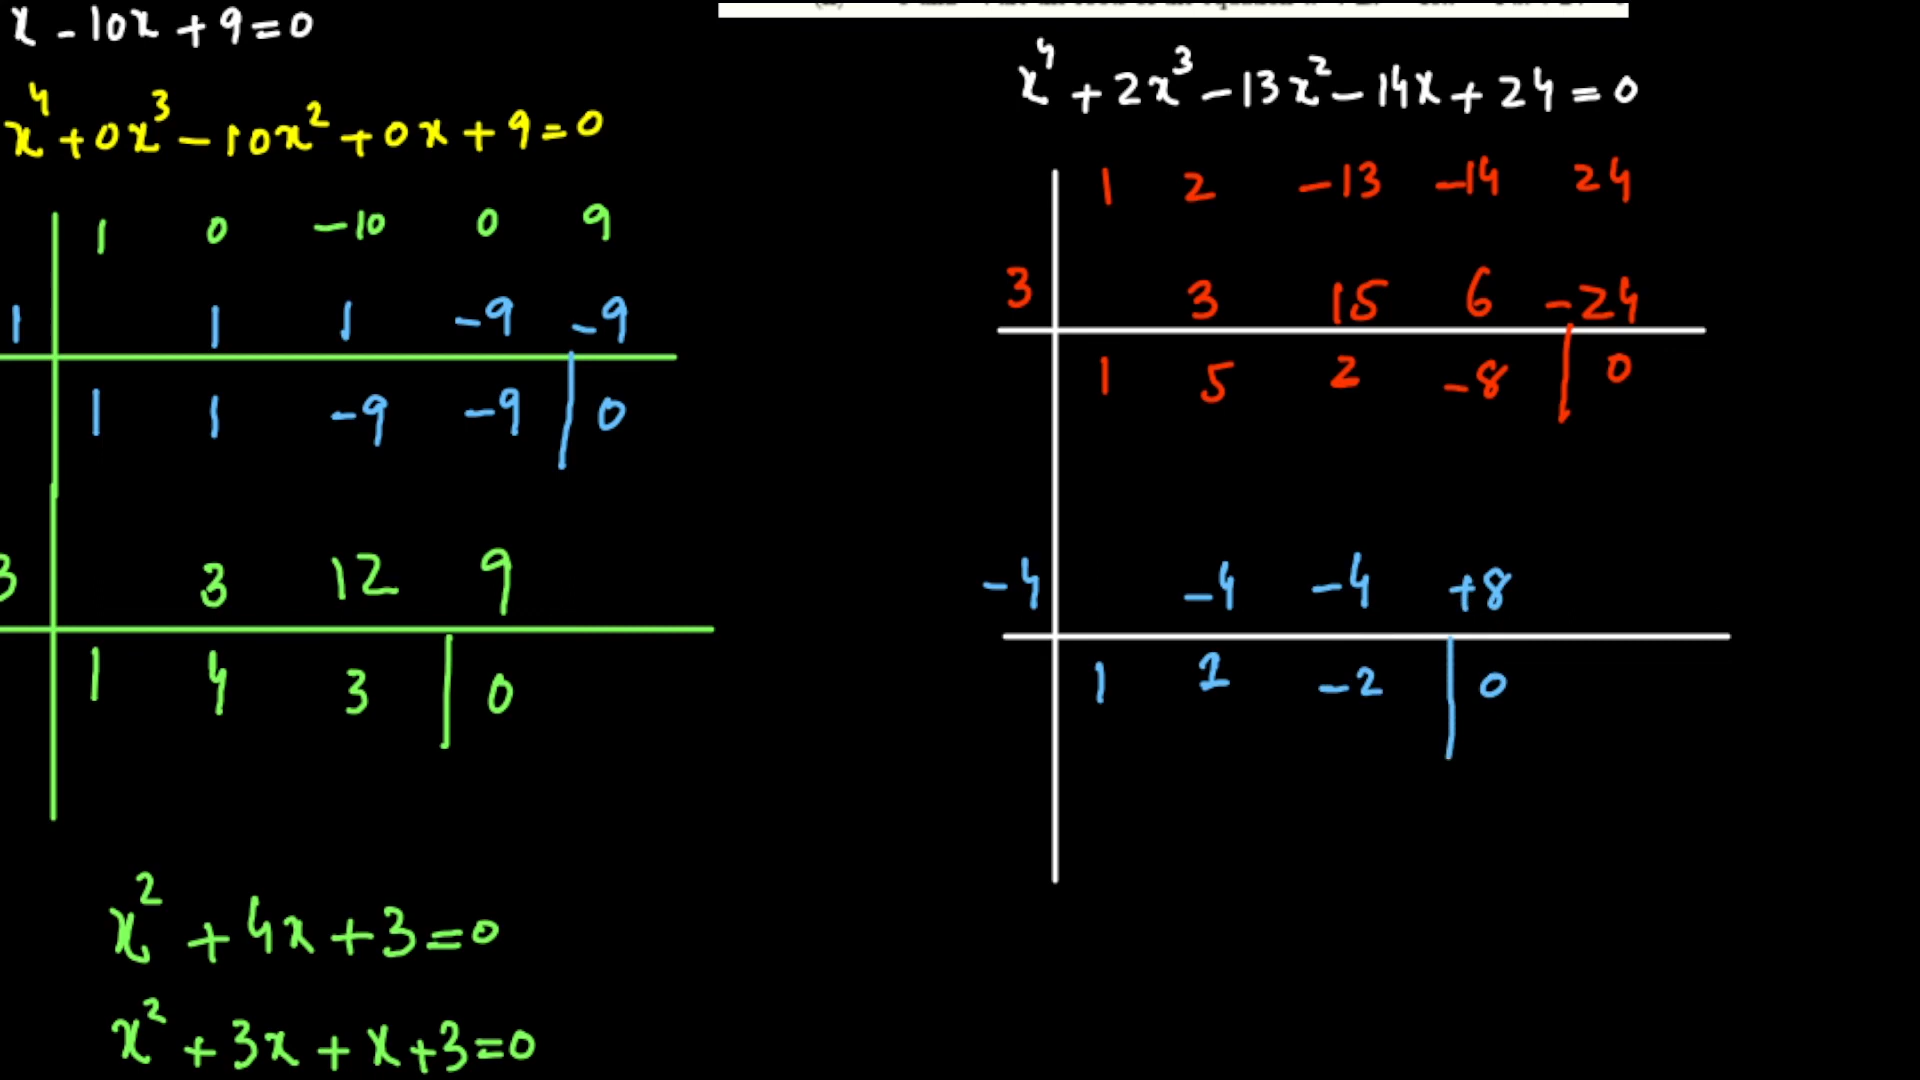 x - 10x + 9 = 0
x⁴ + 0x³ - 10x² + 0x + 9 = 0
1 0 -10 0 9
1 1 1 -9 -9
1 1 -9 -9 0
3 3 12 9
1 4 3 0
x² + 4x + 3 = 0
x² + 3x + x + 3 = 0
x⁴ + 2x³ - 13x² - 14x + 24 = 0
1 2 -13 -14 24
3 3 15 6 -24
1 5 2 -8 0
-4 -4 -4 +8
1 1 -2 0